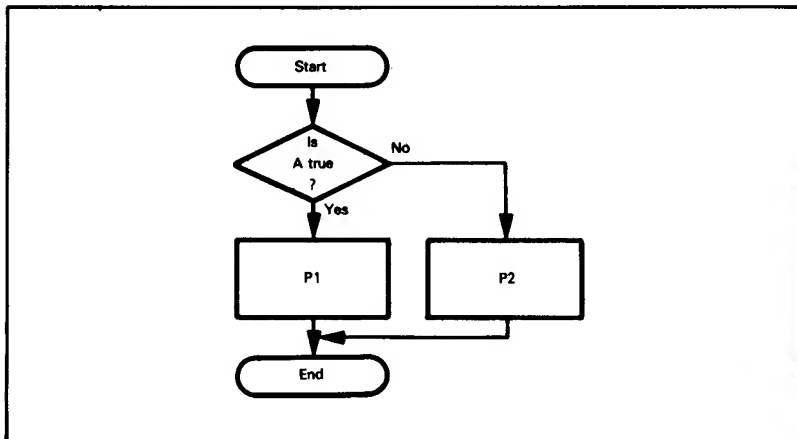 Start
Is
A true
?
No
Yes
P1
P2
End